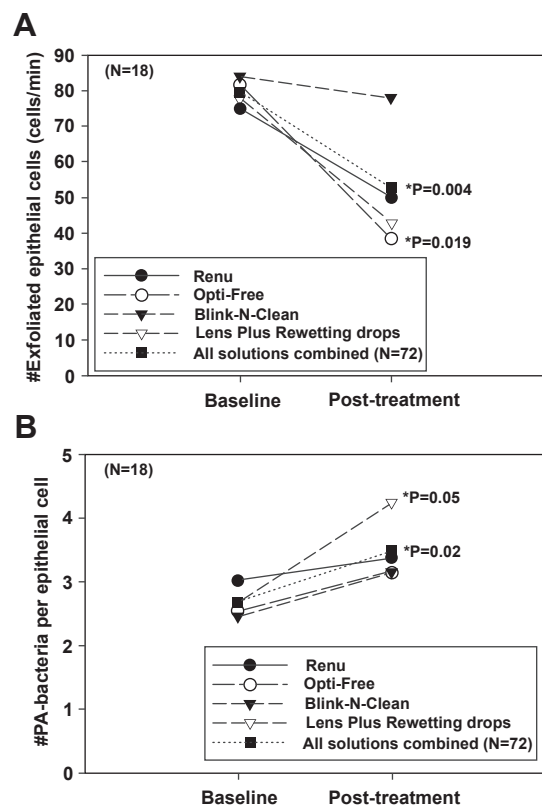 A
#Exfoliated epithelial cells (cells/min)
90
80
70
60
50
40
30
20
10
0
(N=18)
*P=0.004
*P=0.019
Renu
Opti-Free
Blink-N-Clean
Lens Plus Rewetting drops
All solutions combined (N=72)
Baseline
Post-treatment
B
#PA-bacteria per epithelial cell
5
4
3
2
1
0
(N=18)
*P=0.05
*P=0.02
Renu
Opti-Free
Blink-N-Clean
Lens Plus Rewetting drops
All solutions combined (N=72)
Baseline
Post-treatment